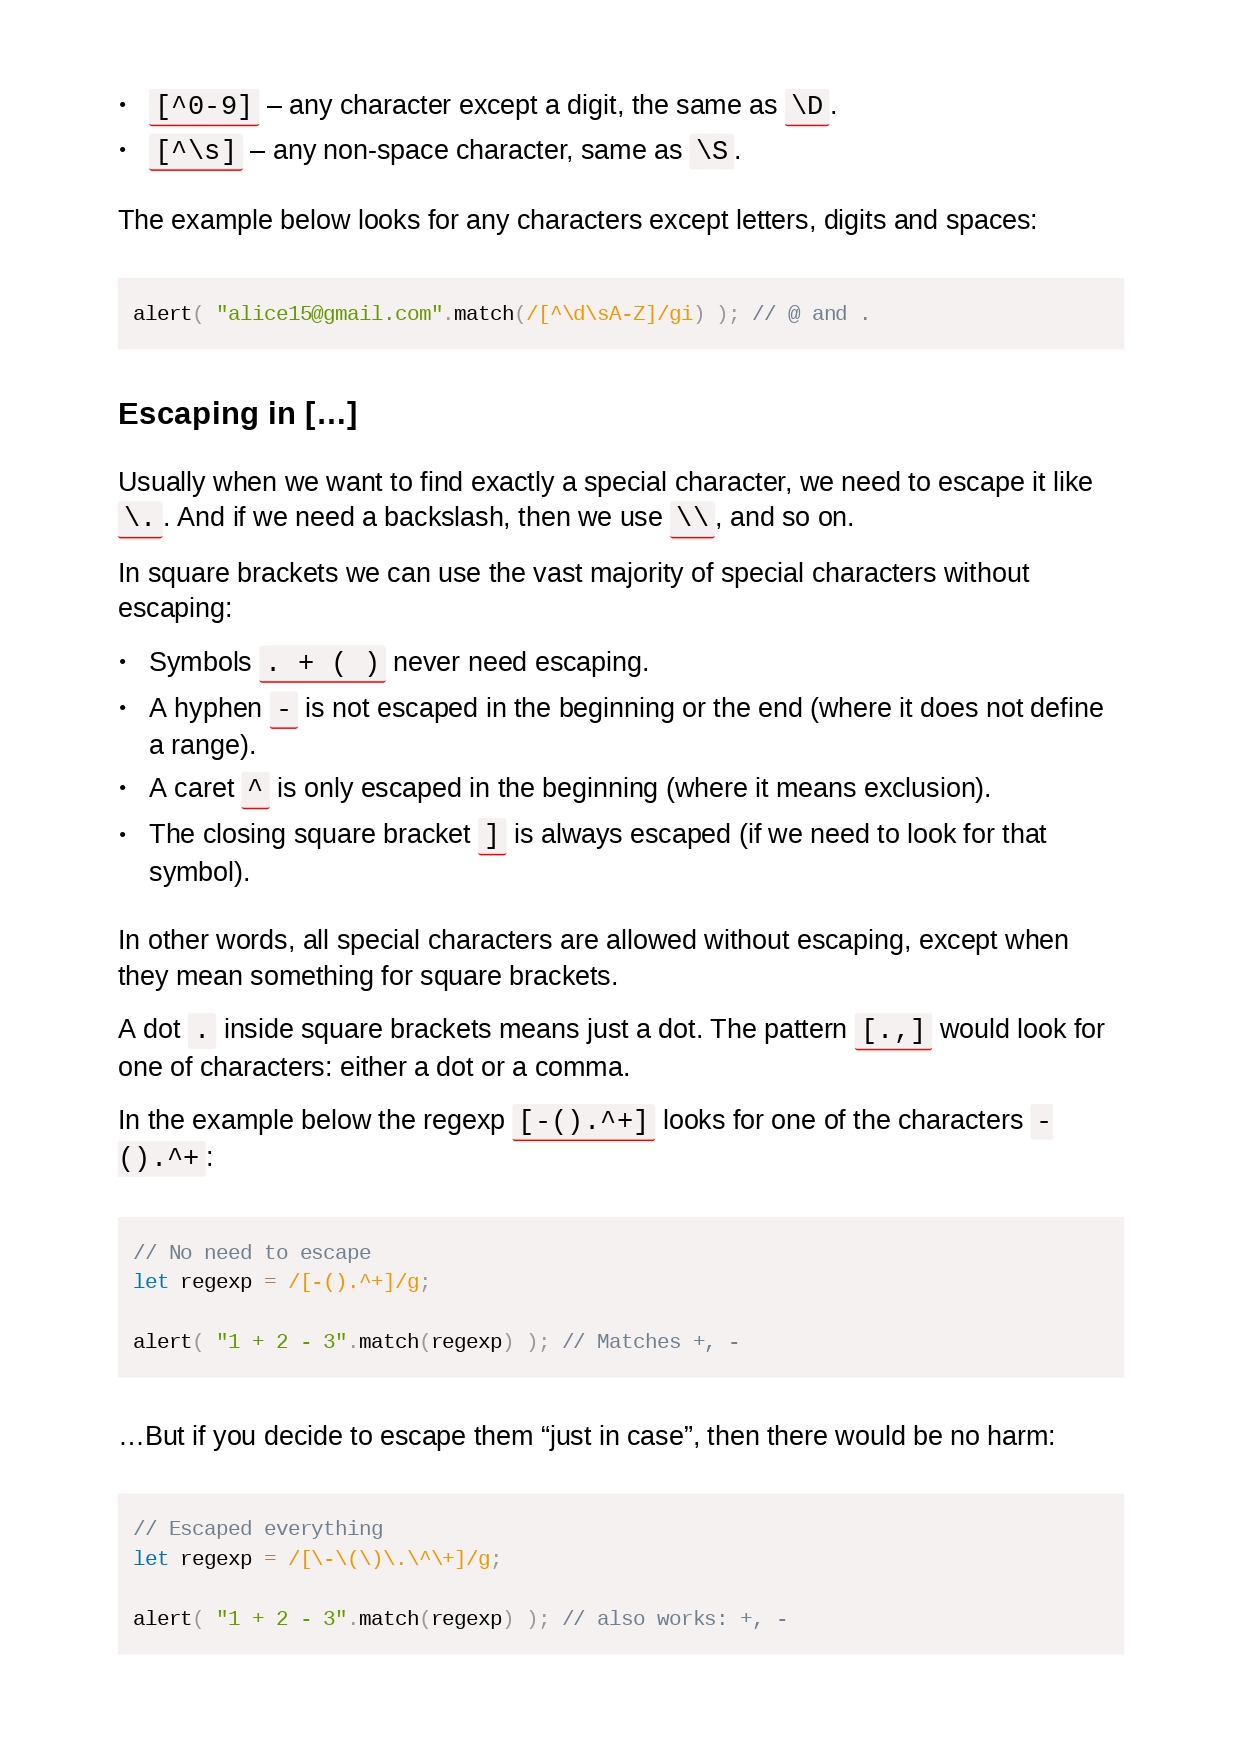 • [^0-9] – any character except a digit, the same as \D.
• [^\s] – any non-space character, same as \S.
The example below looks for any characters except letters, digits and spaces:
alert( "alice15@gmail.com".match(/[^\d\sA-Z]/gi) ); // @ and .
Escaping in […]
Usually when we want to find exactly a special character, we need to escape it like
\.. And if we need a backslash, then we use \\, and so on.
In square brackets we can use the vast majority of special characters without
escaping:
• Symbols . + ( ) never need escaping.
• A hyphen - is not escaped in the beginning or the end (where it does not define
a range).
• A caret ^ is only escaped in the beginning (where it means exclusion).
• The closing square bracket ] is always escaped (if we need to look for that
symbol).
In other words, all special characters are allowed without escaping, except when
they mean something for square brackets.
A dot . inside square brackets means just a dot. The pattern [.,] would look for
one of characters: either a dot or a comma.
In the example below the regexp [-().^+] looks for one of the characters -
().^+:
// No need to escape
let regexp = /[-().^+]/g;
alert( "1 + 2 - 3".match(regexp) ); // Matches +, -
…But if you decide to escape them “just in case”, then there would be no harm:
// Escaped everything
let regexp = /[\-\(\)\.\^\+]/g;
alert( "1 + 2 - 3".match(regexp) ); // also works: +, -